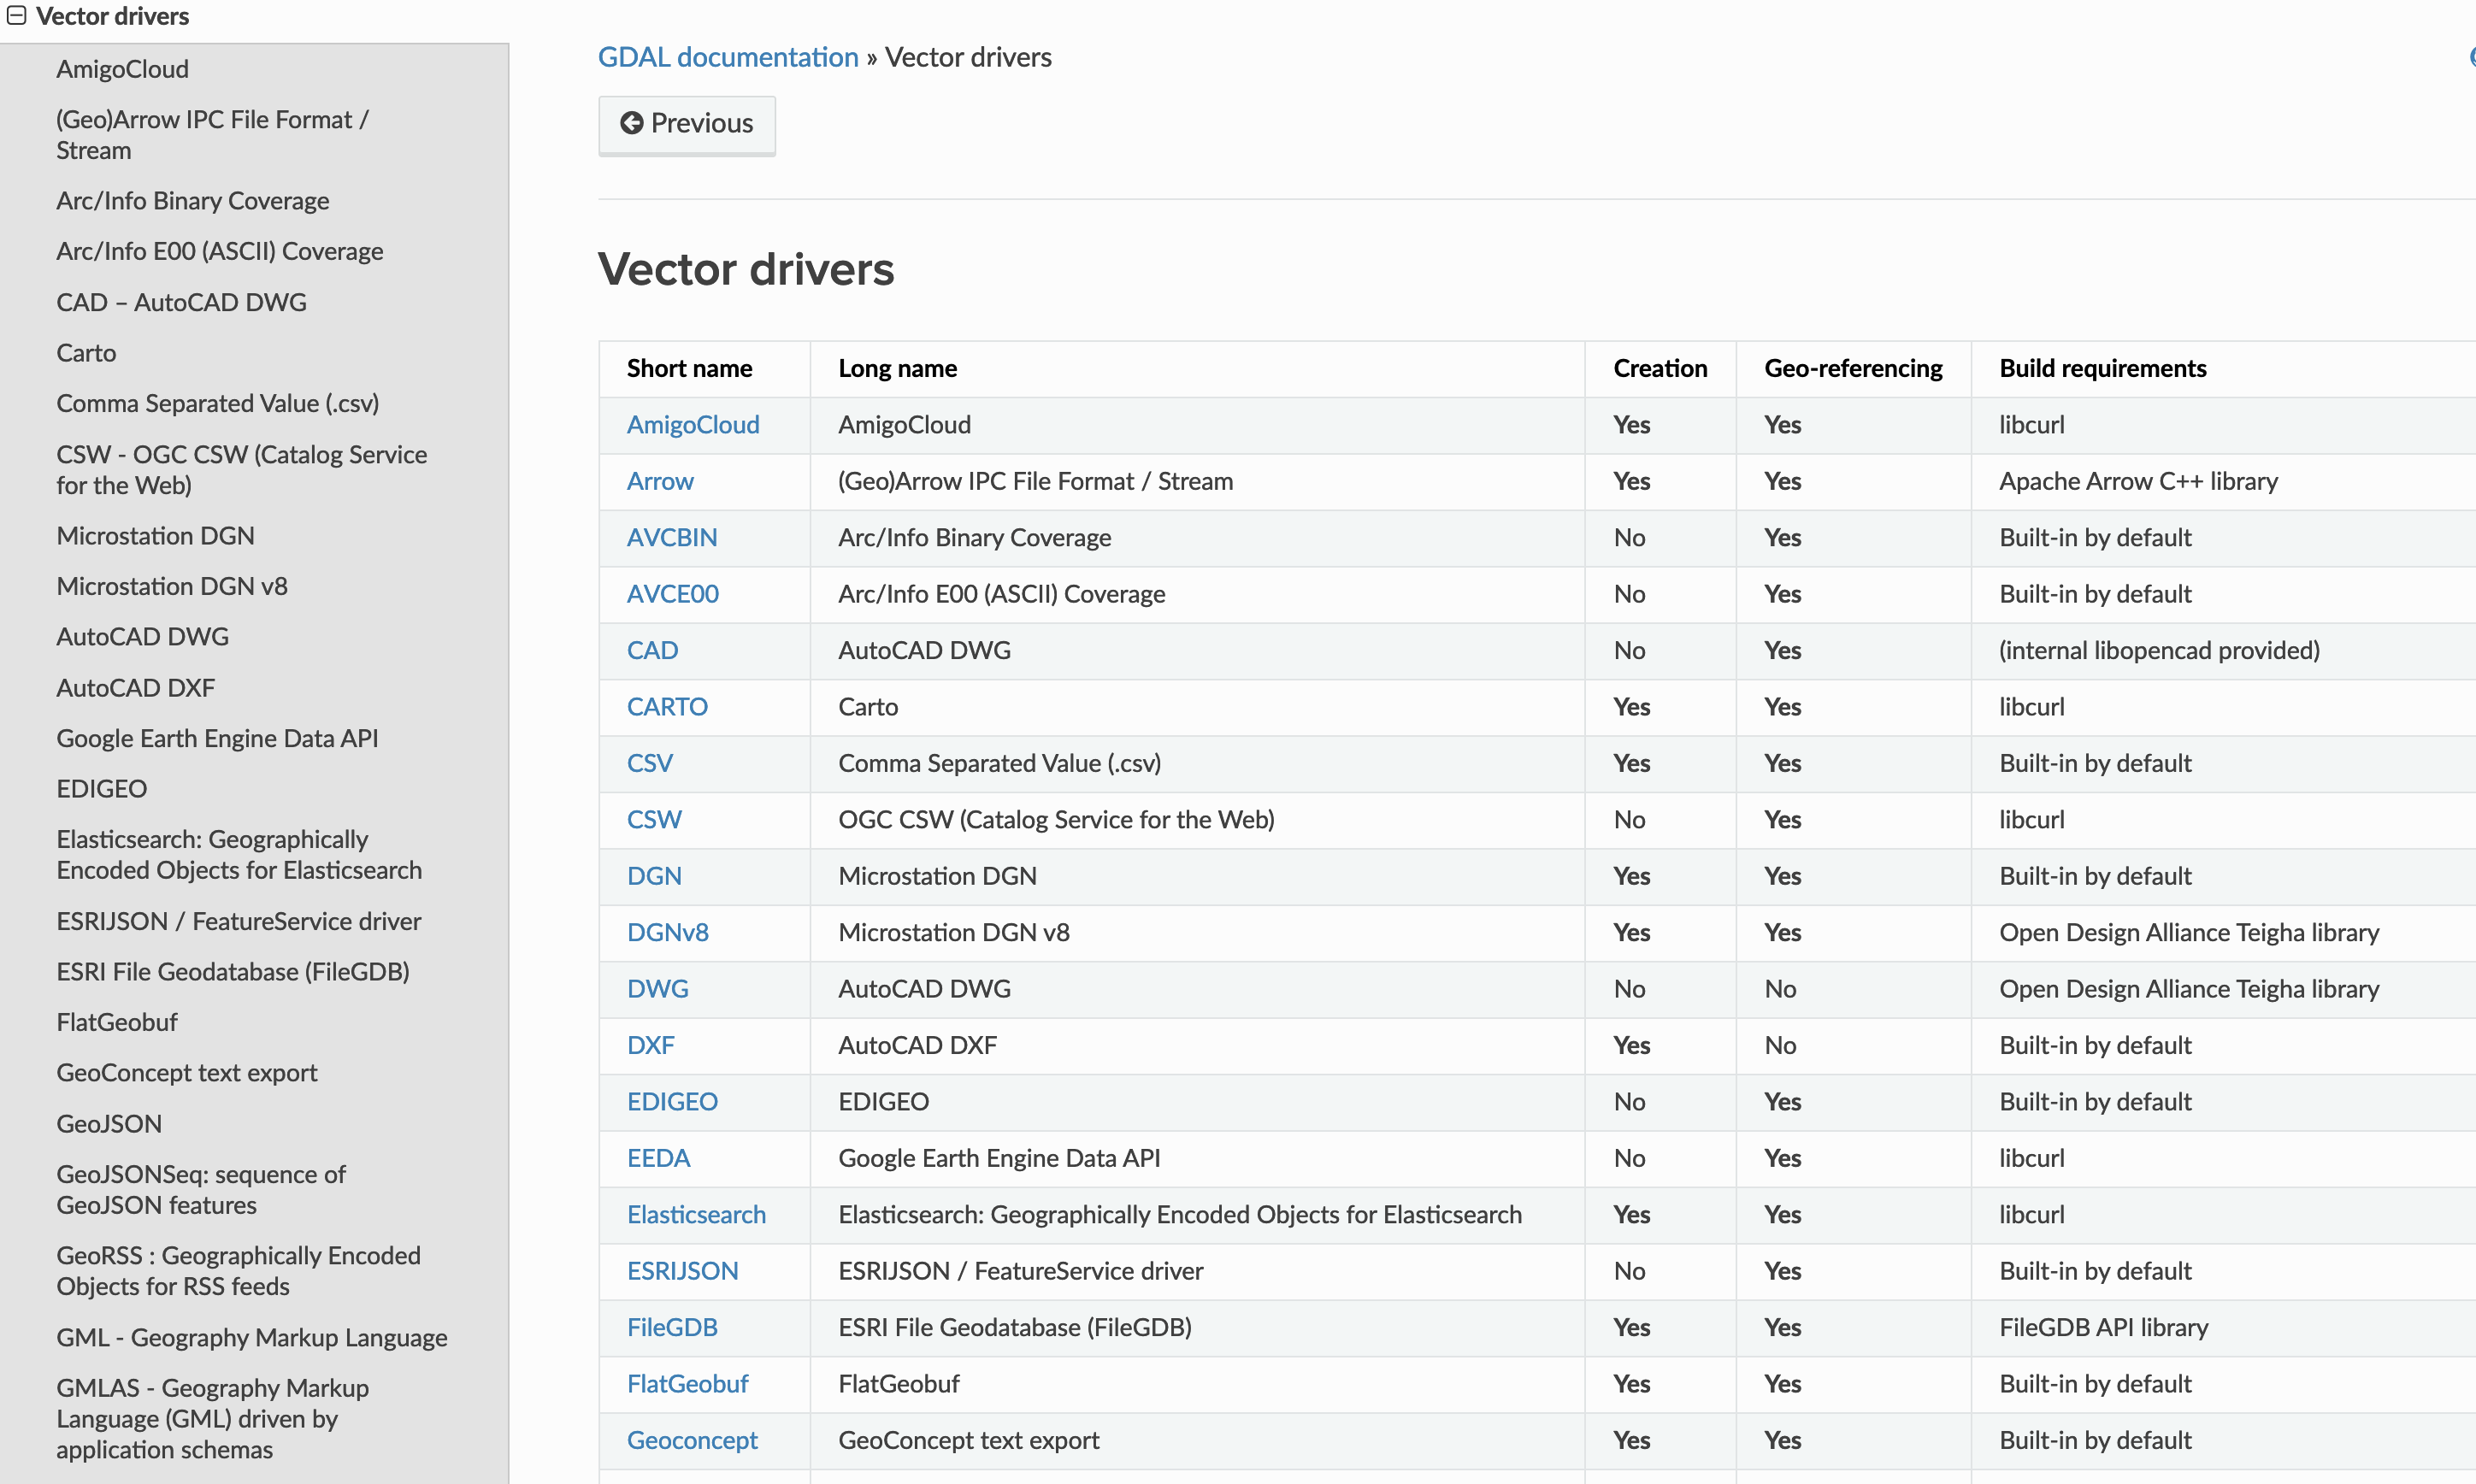 Vector drivers
AmigoCloud
(Geo)Arrow IPC File Format /
Stream
Arc/Info Binary Coverage
Arc/Info E00 (ASCII) Coverage
CAD – AutoCAD DWG
Carto
Comma Separated Value (.csv)
CSW - OGC CSW (Catalog Service
for the Web)
Microstation DGN
Microstation DGN v8
AutoCAD DWG
AutoCAD DXF
Google Earth Engine Data API
EDIGEO
Elasticsearch: Geographically
Encoded Objects for Elasticsearch
ESRIJSON / FeatureService driver
ESRI File Geodatabase (FileGDB)
FlatGeobuf
GeoConcept text export
GeoJSON
GeoJSONSeq: sequence of
GeoJSON features
GeoRSS : Geographically Encoded
Objects for RSS feeds
GML - Geography Markup Language
GMLAS - Geography Markup
Language (GML) driven by
application schemas
GDAL documentation » Vector drivers
Previous
Vector drivers
Short name Long name Creation Geo-referencing Build requirements
AmigoCloud AmigoCloud Yes Yes libcurl
Arrow (Geo)Arrow IPC File Format / Stream Yes Yes Apache Arrow C++ library
AVCBIN Arc/Info Binary Coverage No Yes Built-in by default
AVCE00 Arc/Info E00 (ASCII) Coverage No Yes Built-in by default
CAD AutoCAD DWG No Yes (internal libopencad provided)
CARTO Carto Yes Yes libcurl
CSV Comma Separated Value (.csv) Yes Yes Built-in by default
CSW OGC CSW (Catalog Service for the Web) No Yes libcurl
DGN Microstation DGN Yes Yes Built-in by default
DGNv8 Microstation DGN v8 Yes Yes Open Design Alliance Teigha library
DWG AutoCAD DWG No No Open Design Alliance Teigha library
DXF AutoCAD DXF Yes No Built-in by default
EDIGEO EDIGEO No Yes Built-in by default
EEDA Google Earth Engine Data API No Yes libcurl
Elasticsearch Elasticsearch: Geographically Encoded Objects for Elasticsearch Yes Yes libcurl
ESRIJSON ESRIJSON / FeatureService driver No Yes Built-in by default
FileGDB ESRI File Geodatabase (FileGDB) Yes Yes FileGDB API library
FlatGeobuf FlatGeobuf Yes Yes Built-in by default
Geoconcept GeoConcept text export Yes Yes Built-in by default